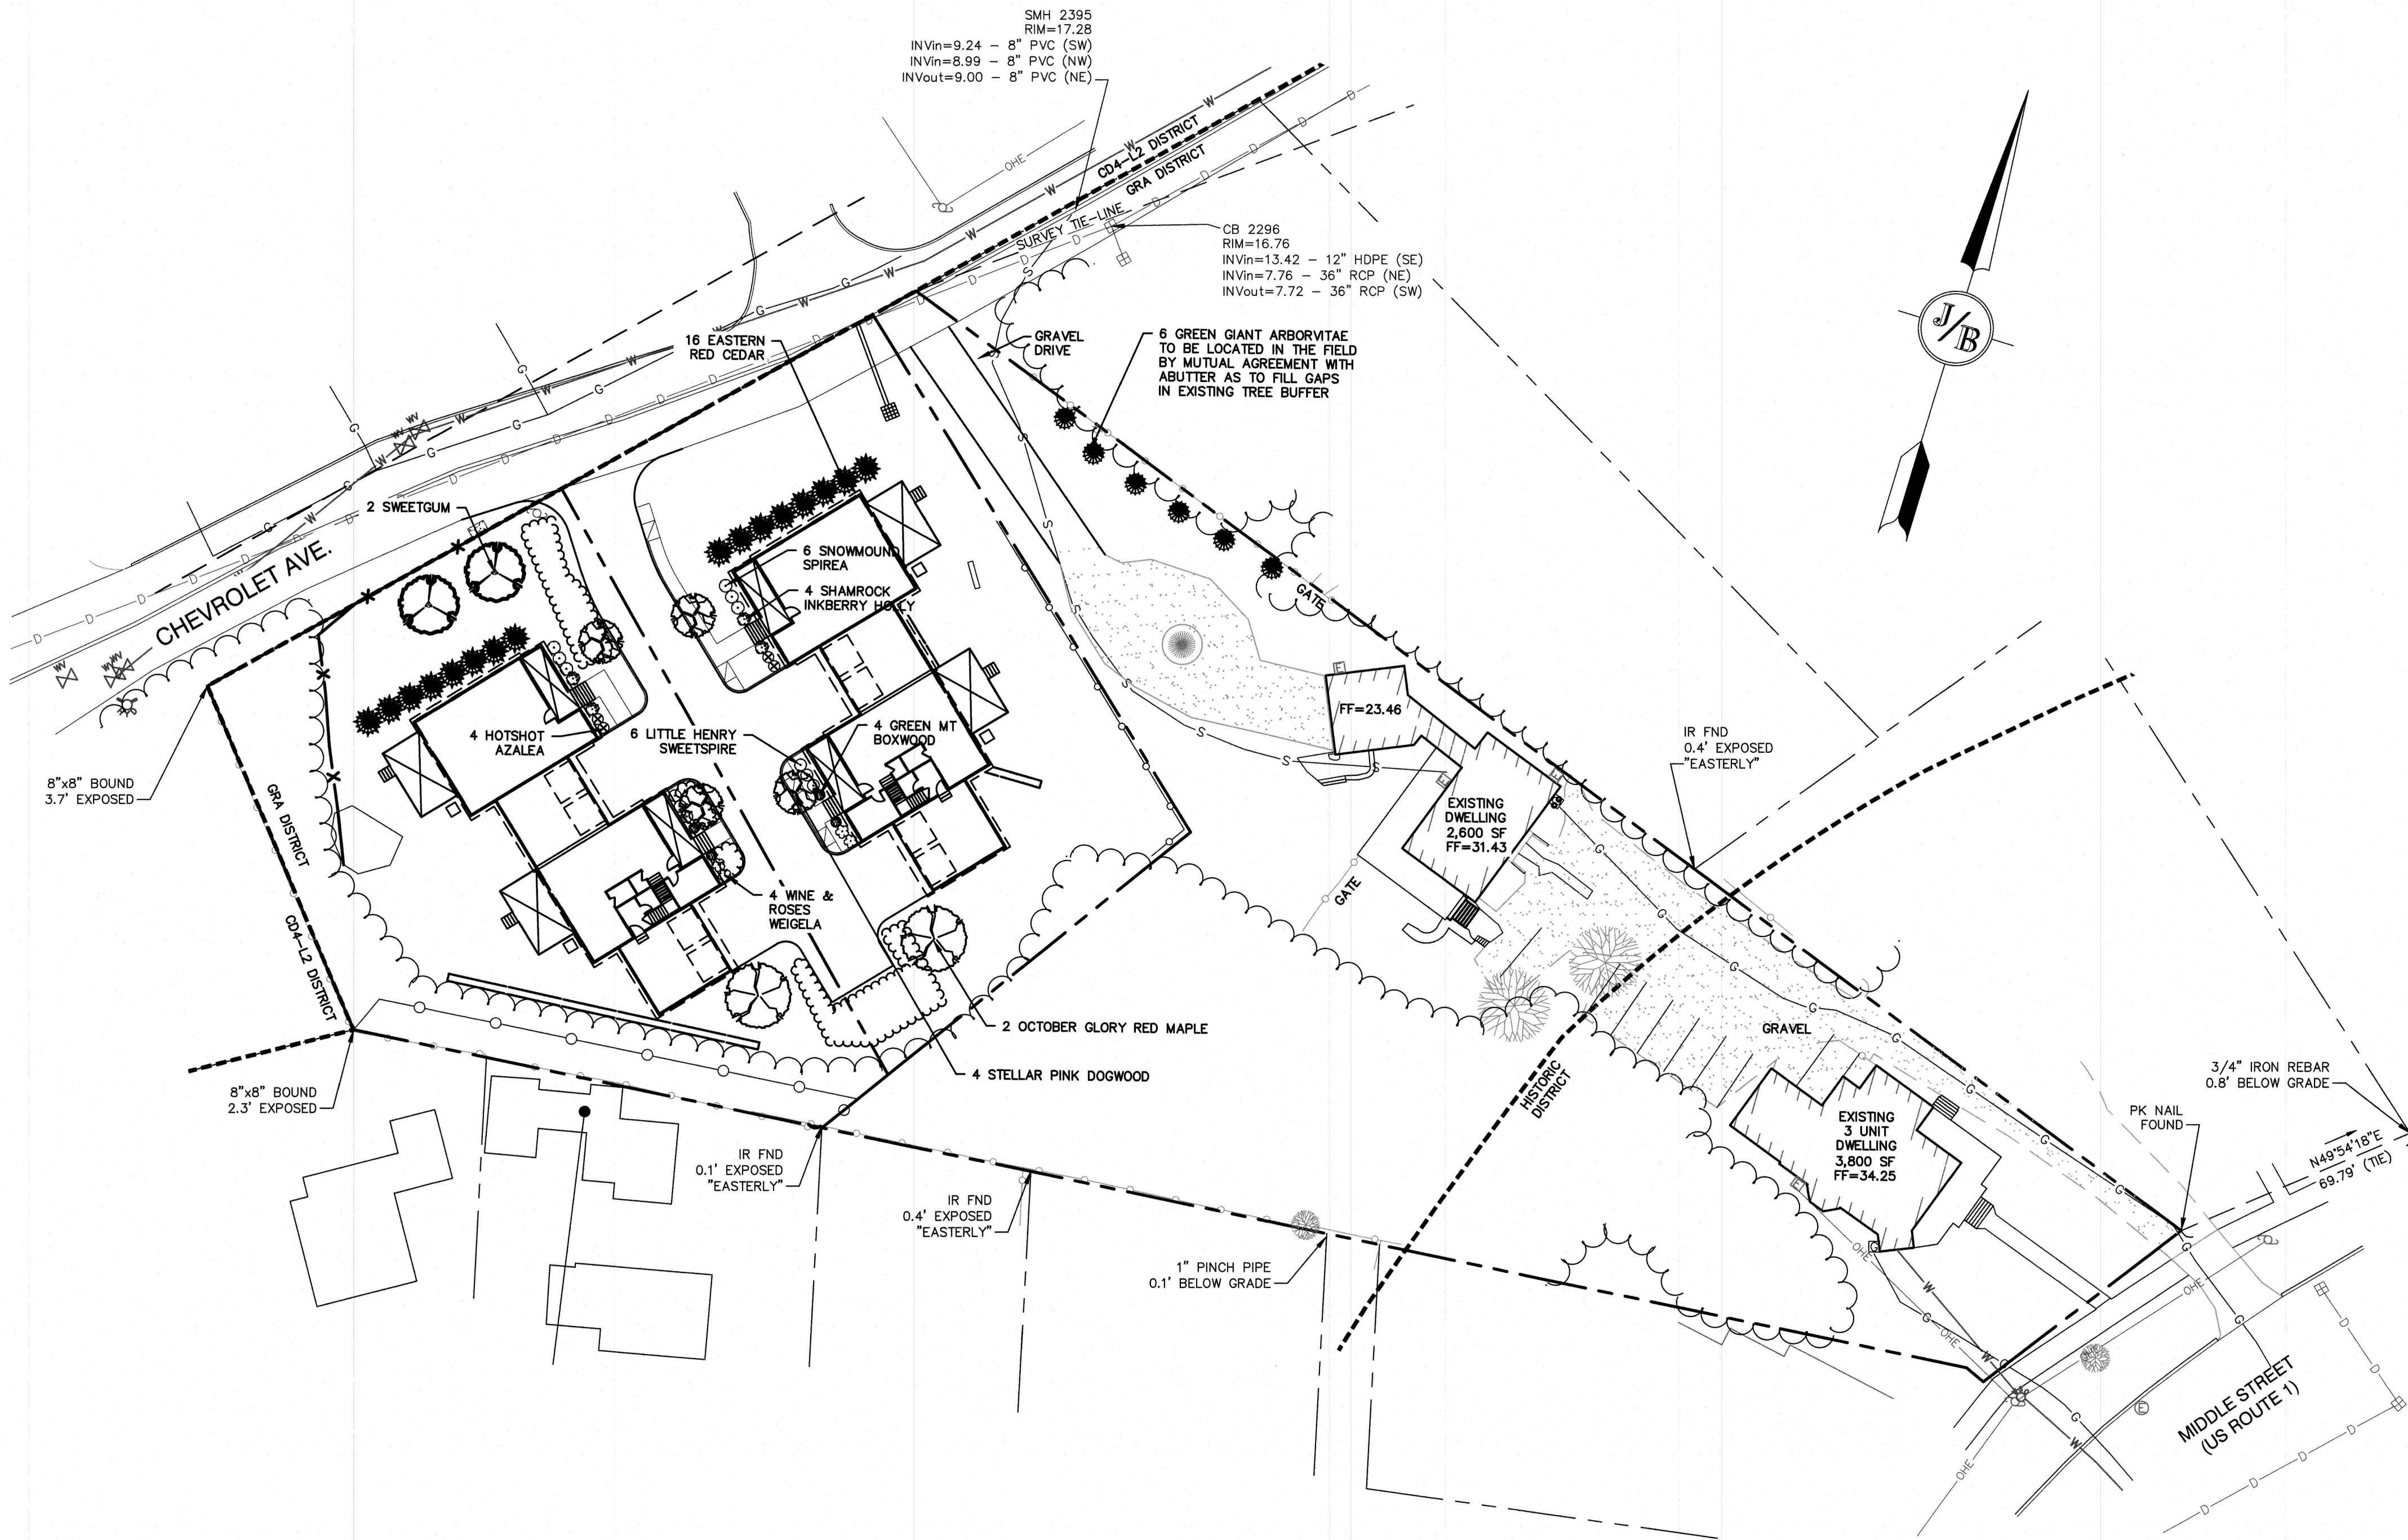 SMH 2395
RIM=17.28
INVin=9.24 - 8" PVC (SW)
INVin=8.99 - 8" PVC (NW)
INVout=9.00 - 8" PVC (NE)
CD4-L2 DISTRICT
GRA DISTRICT
SURVEY TIE-LINE
OHE
CB 2296
RIM=16.76
INVin=13.42 - 12" HDPE (SE)
INVin=7.76 - 36" RCP (NE)
INVout=7.72 - 36" RCP (SW)
J/B
16 EASTERN
RED CEDAR
GRAVEL
DRIVE
6 GREEN GIANT ARBORVITAE
TO BE LOCATED IN THE FIELD
BY MUTUAL AGREEMENT WITH
ABUTTER AS TO FILL GAPS
IN EXISTING TREE BUFFER
2 SWEETGUM
CHEVROLET AVE.
6 SNOWMOUND
SPIREA
4 SHAMROCK
INKBERRY HOLLY
GATE
FF=23.46
4 HOTSHOT
AZALEA
6 LITTLE HENRY
SWEETSPIRE
4 GREEN MT
BOXWOOD
IR FND
0.4' EXPOSED
"EASTERLY"
8"x8" BOUND
3.7' EXPOSED
GRA DISTRICT
CD4-L2 DISTRICT
EXISTING
DWELLING
2,600 SF
FF=31.43
GATE
4 WINE &
ROSES
WEIGELA
2 OCTOBER GLORY RED MAPLE
4 STELLAR PINK DOGWOOD
GRAVEL
HISTORIC
DISTRICT
8"x8" BOUND
2.3' EXPOSED
3/4" IRON REBAR
0.8' BELOW GRADE
PK NAIL
FOUND
N49°54'18"E
69.79' (TIE)
EXISTING
3 UNIT
DWELLING
3,800 SF
FF=34.25
IR FND
0.1' EXPOSED
"EASTERLY"
IR FND
0.4' EXPOSED
"EASTERLY"
1" PINCH PIPE
0.1' BELOW GRADE
OHE
OHE
OHE
OHE
MIDDLE STREET
(US ROUTE 1)